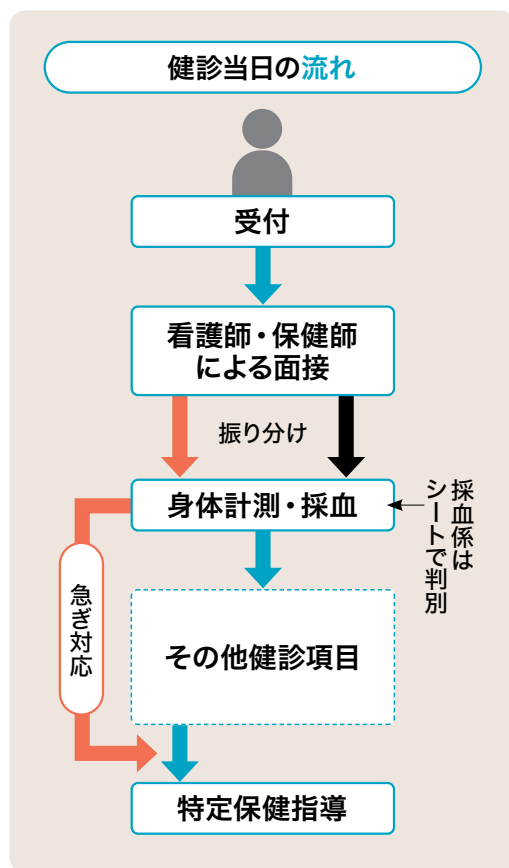 健診当日の流れ
受付
看護師・保健師
による面接
振り分け
身体計測・採血
採血係は
シートで判別
急ぎ対応
その他健診項目
特定保健指導